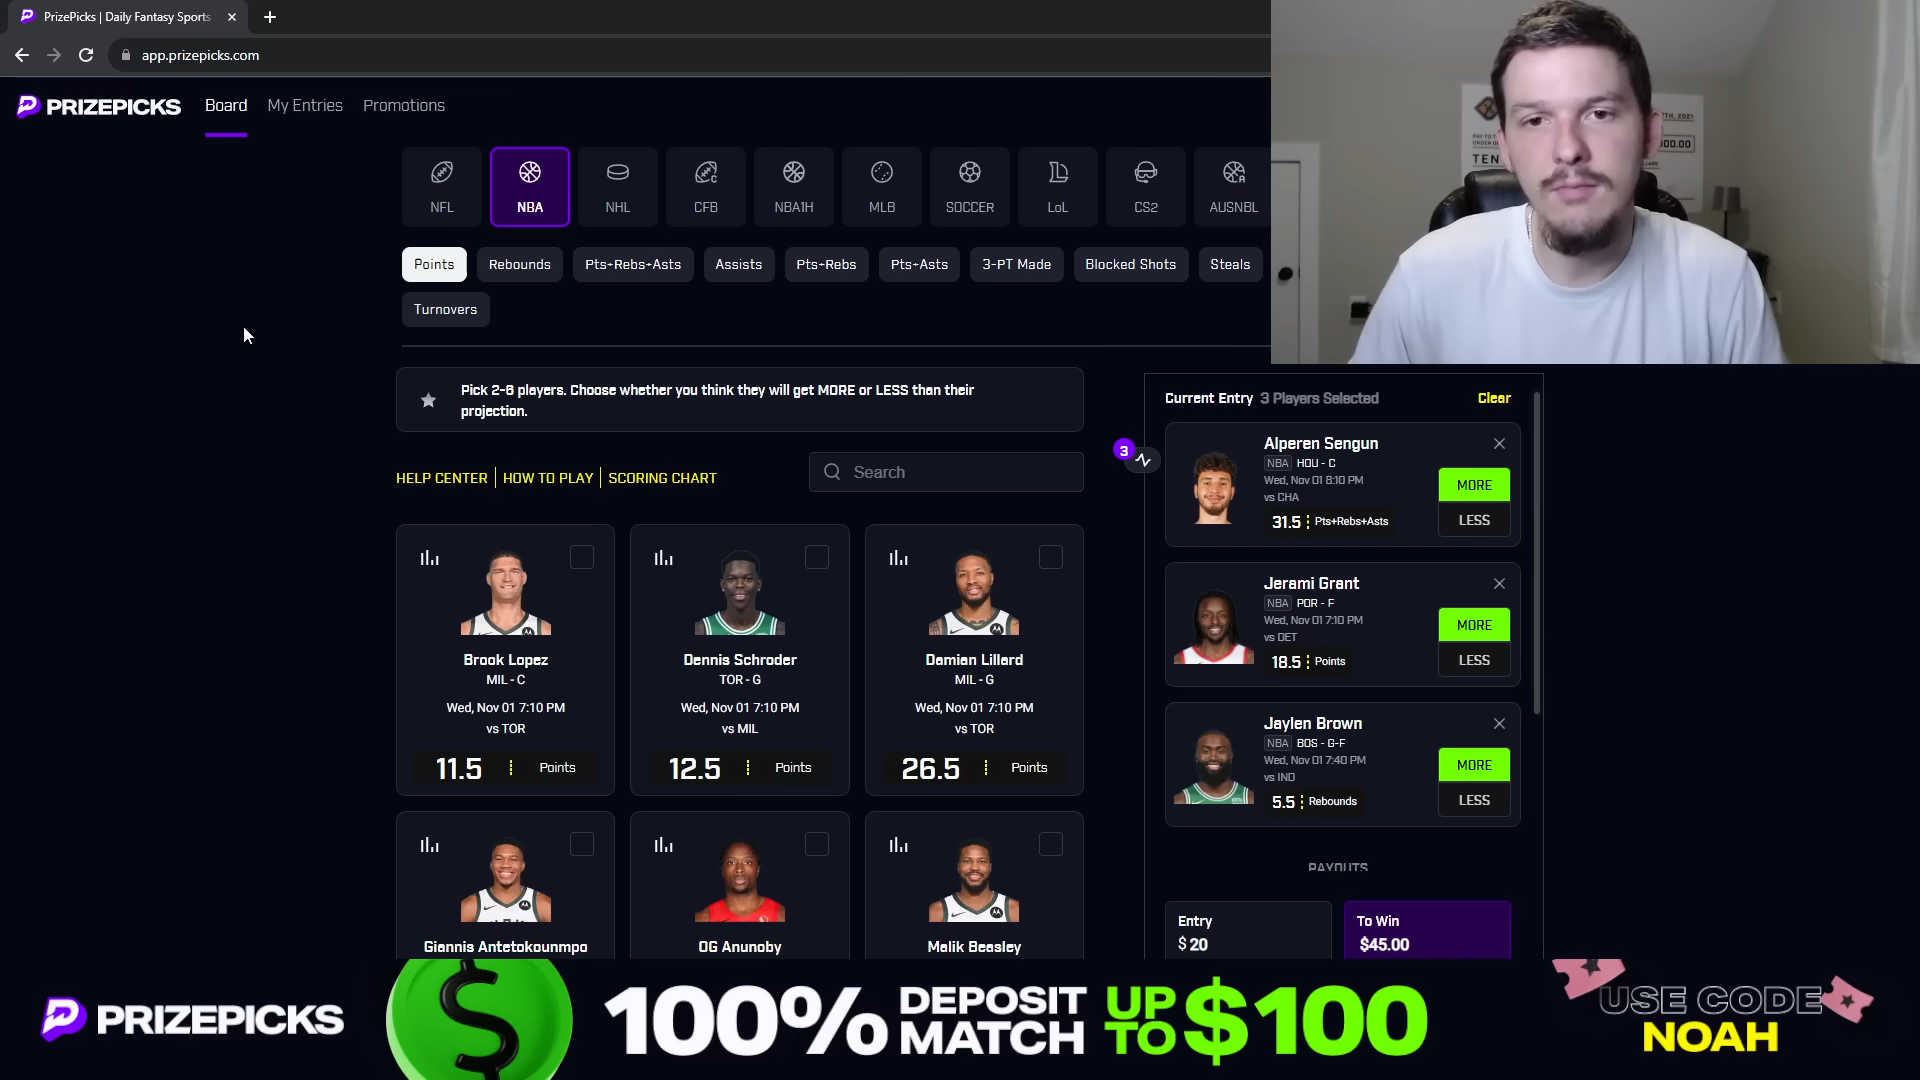 PrizePicks | Daily Fantasy Sports
app.prizepicks.com
PRIZEPICKS
Board
My Entries
Promotions
NFL
NBA
NHL
CFB
NBA1H
MLB
SOCCER
LoL
CS2
AUSNBL
Points
Rebounds
Pts+Rebs+Asts
Assists
Pts+Rebs
Pts+Asts
3-PT Made
Blocked Shots
Steals
Turnovers
Pick 2-6 players. Choose whether you think they will get MORE or LESS than their
projection.
HELP CENTER
HOW TO PLAY
SCORING CHART
Search
Brook Lopez
MIL - C
Wed, Nov 01 7:10 PM
vs TOR
11.5
Points
Dennis Schroder
TOR - G
Wed, Nov 01 7:10 PM
vs MIL
12.5
Points
Damian Lillard
MIL - G
Wed, Nov 01 7:10 PM
vs TOR
26.5
Points
Giannis Antetokounmpo
OG Anunoby
Malik Beasley
Current Entry 3 Players Selected
Clear
3
Alperen Sengun
NBA HOU - C
Wed, Nov 01 8:10 PM
vs CHA
31.5 Pts+Rebs+Asts
MORE
LESS
Jerami Grant
NBA POR - F
Wed, Nov 01 7:10 PM
vs DET
18.5 Points
MORE
LESS
Jaylen Brown
NBA BOS - G-F
Wed, Nov 01 7:40 PM
vs IND
5.5 Rebounds
MORE
LESS
PAYOUTS
Entry
$ 20
To Win
$45.00
PRIZEPICKS
100% DEPOSIT MATCH UP TO $100
USE CODE
NOAH